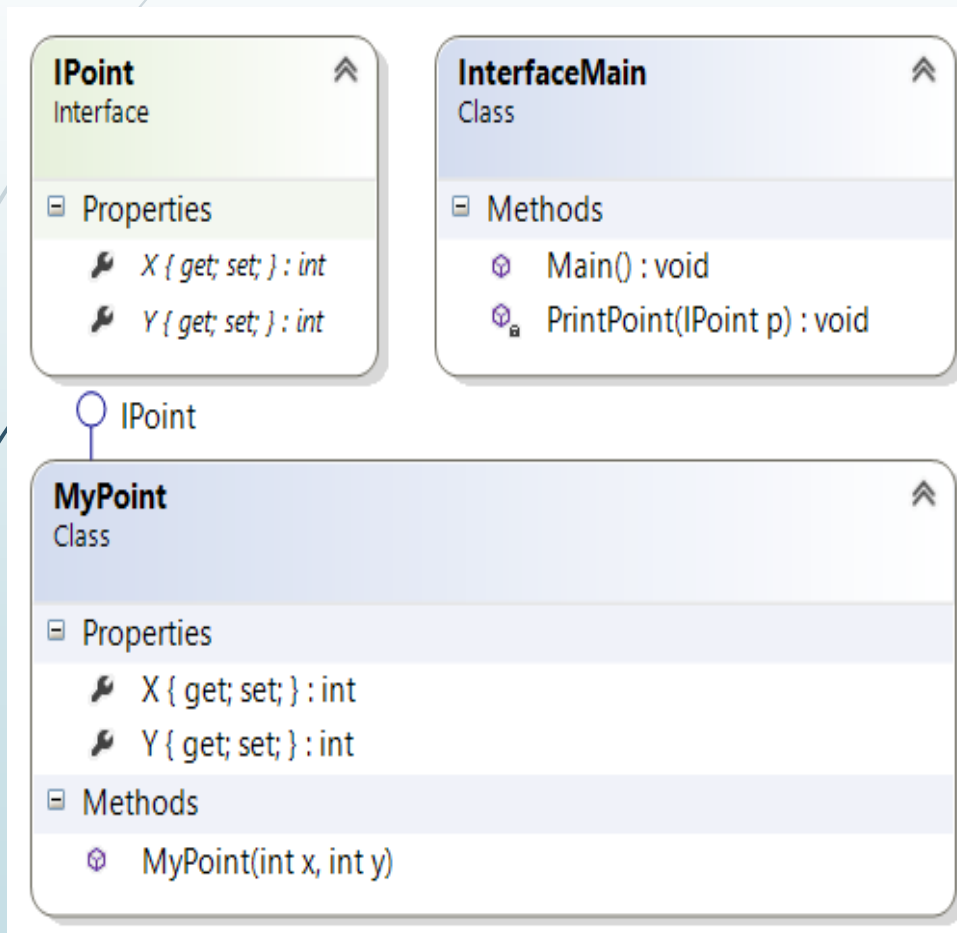 IPoint
Interface
Properties
X { get; set; } : int
Y { get; set; } : int
InterfaceMain
Class
Methods
Main() : void
PrintPoint(IPoint p) : void
IPoint
MyPoint
Class
Properties
X { get; set; } : int
Y { get; set; } : int
Methods
MyPoint(int x, int y)